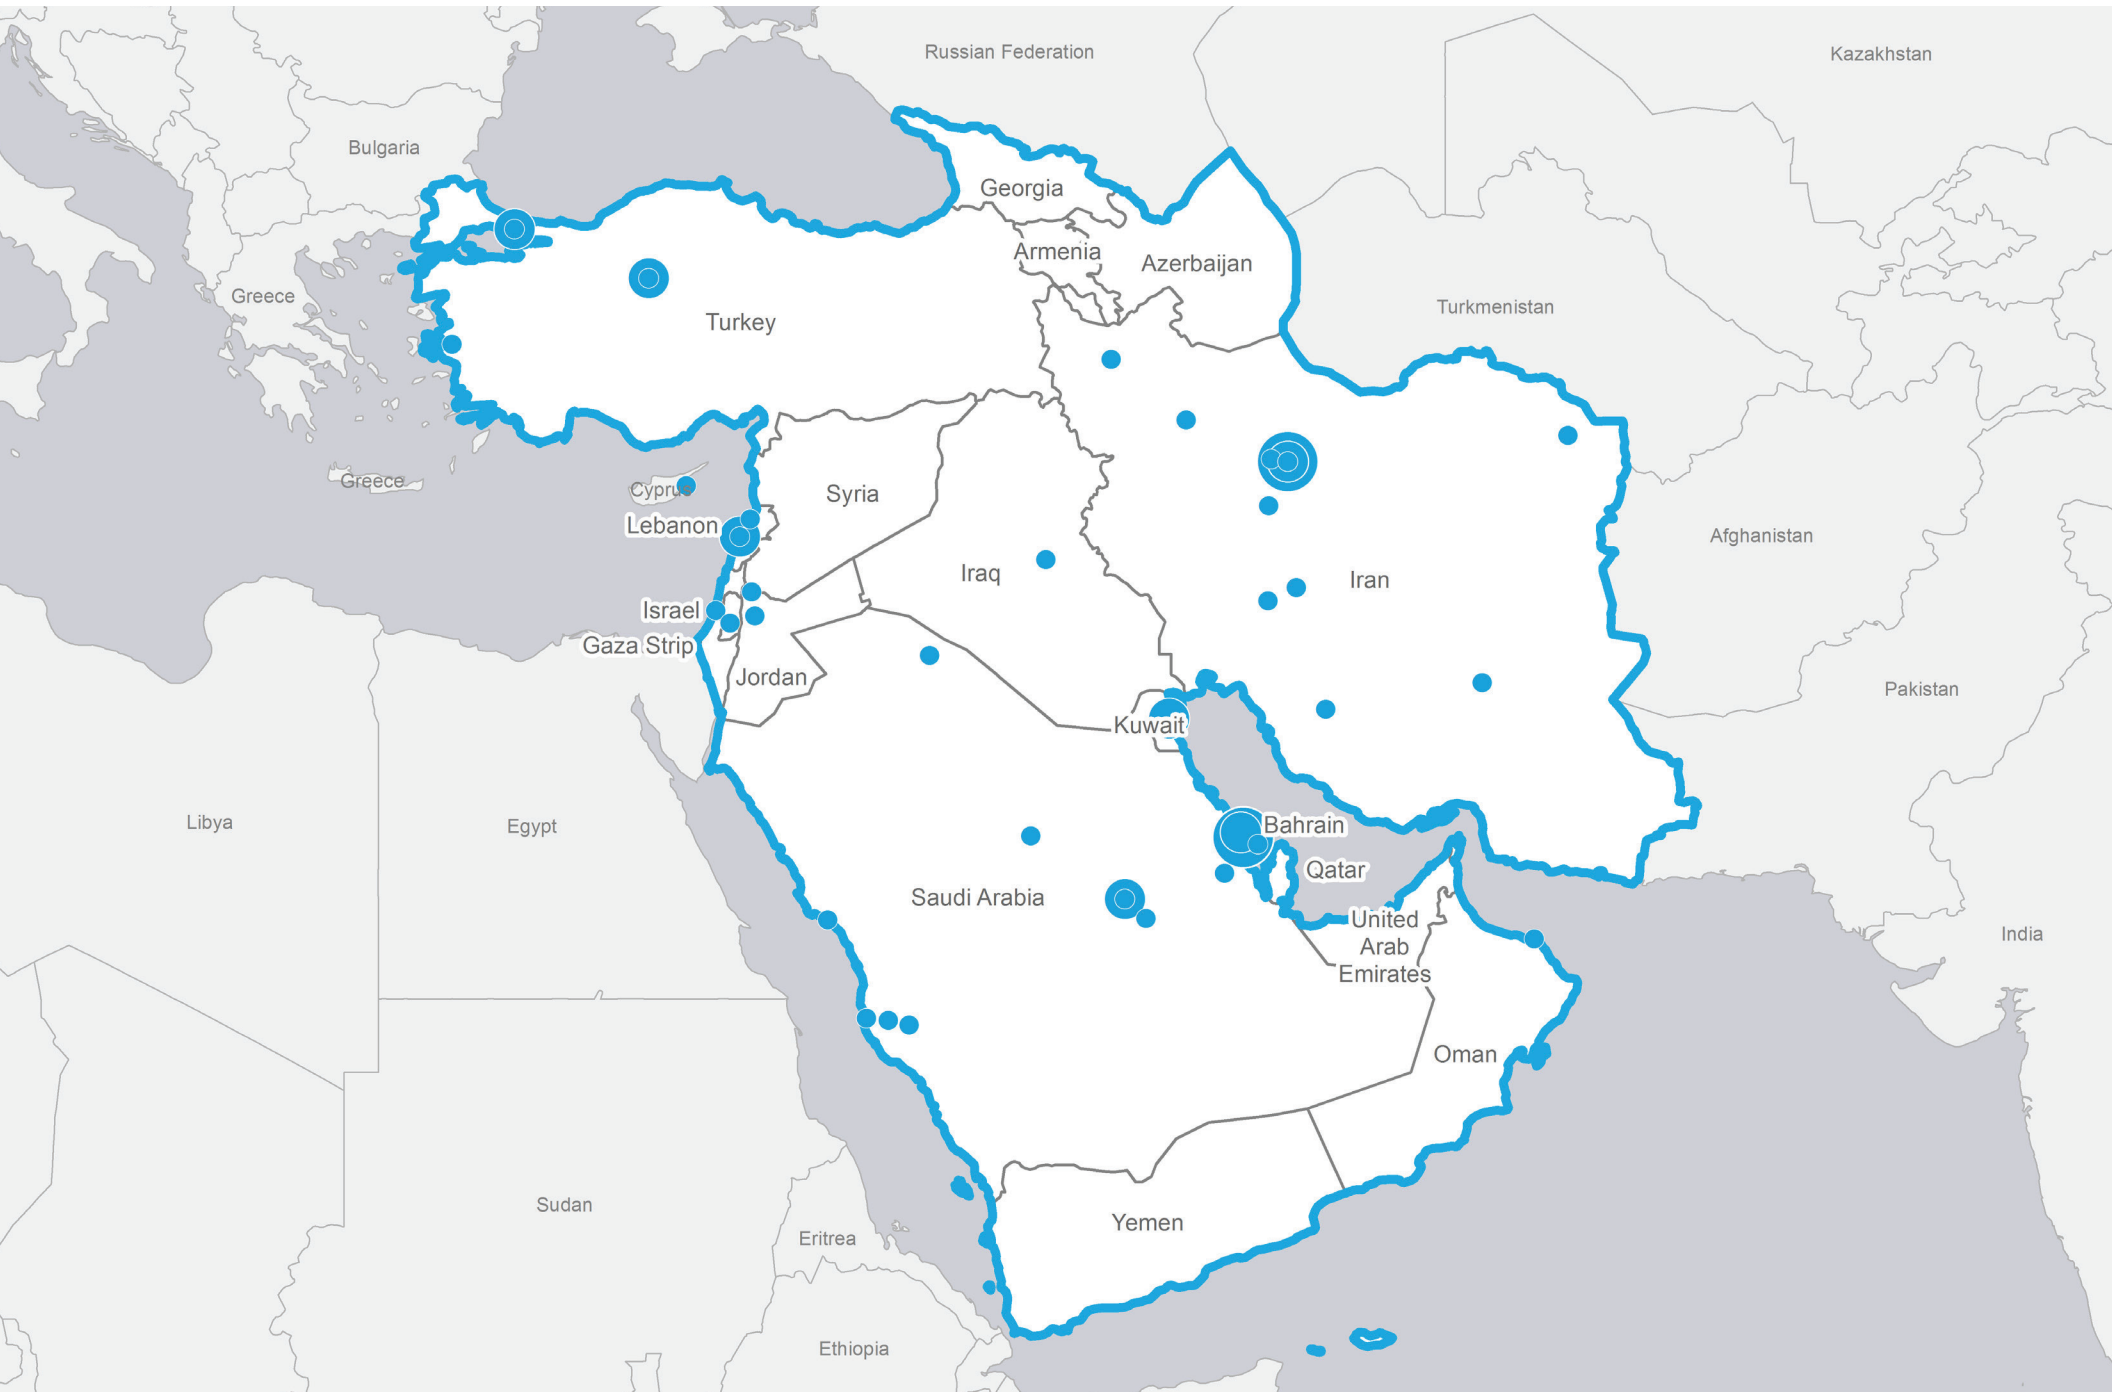 Russian Federation
Kazakhstan
Bulgaria
Georgia
Armenia
Azerbaijan
Greece
Turkmenistan
Turkey
Greece
Cyprus
Syria
Lebanon
Afghanistan
Iraq
Iran
Israel
Gaza Strip
Jordan
Pakistan
Kuwait
Libya
Egypt
Bahrain
Qatar
Saudi Arabia
United
Arab
Emirates
India
Oman
Sudan
Yemen
Eritrea
Ethiopia